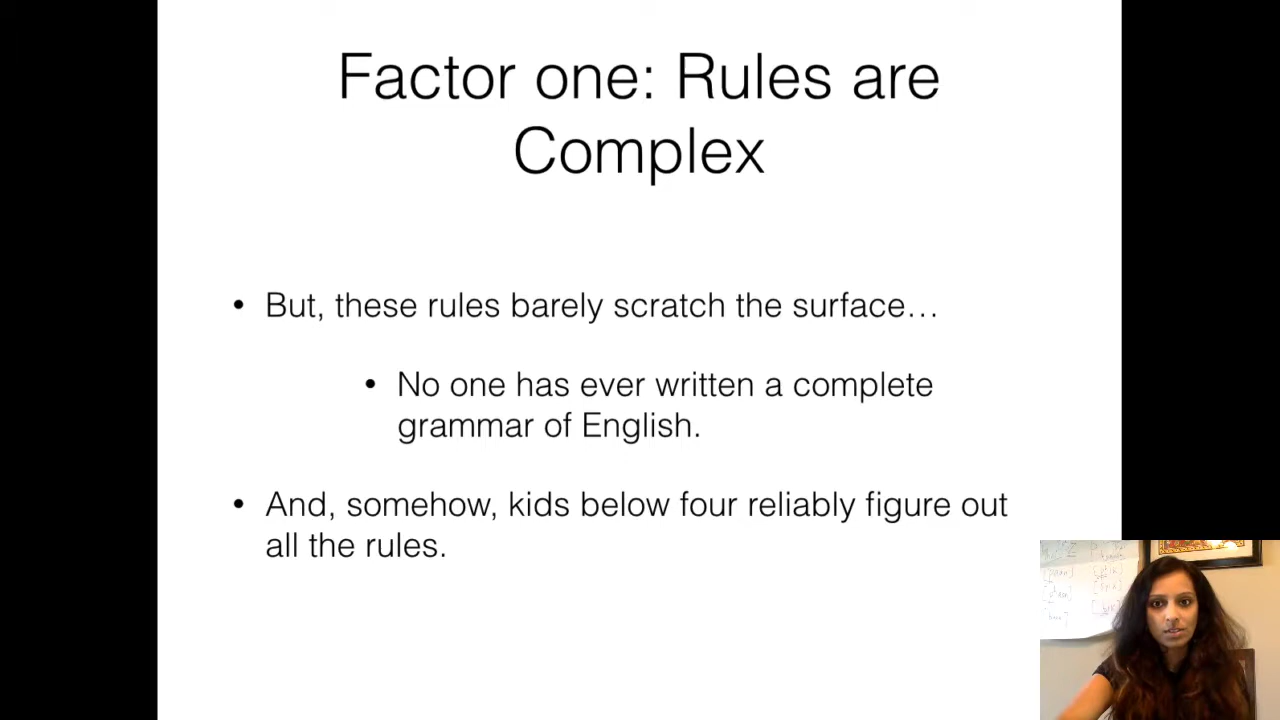 Factor one: Rules are
Complex
• But, these rules barely scratch the surface…
• No one has ever written a complete
grammar of English.
• And, somehow, kids below four reliably figure out
all the rules.